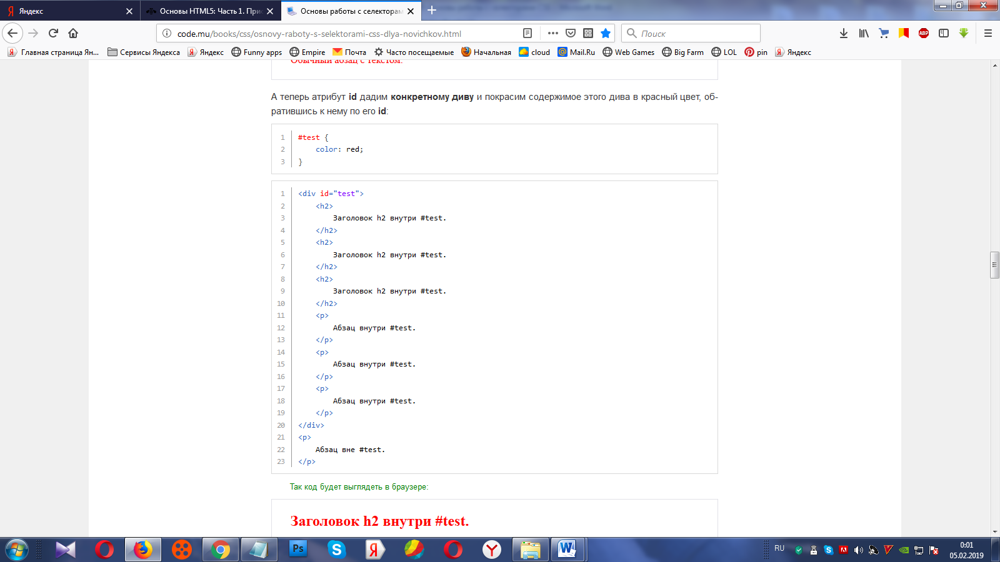 Яндекс
Основы HTML5: Часть 1. При
Основы работы с селекторам
code.mu/books/css/osnovy-raboty-s-selektorami-css-dlya-novichkov.html
Поиск
ABP
Главная страница Ян...
Сервисы Яндекса
Яндекс
Funny apps
Empire
Почта
Часто посещаемые
Начальная
cloud
Mail.Ru
Web Games
Big Farm
LOL
pin
Яндекс
Обычный абзац с текстом.
А теперь атрибут id дадим конкретному диву и покрасим содержимое этого дива в красный цвет, об-
ратившись к нему по его id:
1 #test {
2 color: red;
3 }
1 <div id="test">
2 <h2>
3 Заголовок h2 внутри #test.
4 </h2>
5 <h2>
6 Заголовок h2 внутри #test.
7 </h2>
8 <h2>
9 Заголовок h2 внутри #test.
10 </h2>
11 <p>
12 Абзац внутри #test.
13 </p>
14 <p>
15 Абзац внутри #test.
16 </p>
17 <p>
18 Абзац внутри #test.
19 </p>
20 </div>
21 <p>
22 Абзац вне #test.
23 </p>
Так код будет выглядеть в браузере:
Заголовок h2 внутри #test.
Ps
RU
0:01
05.02.2019